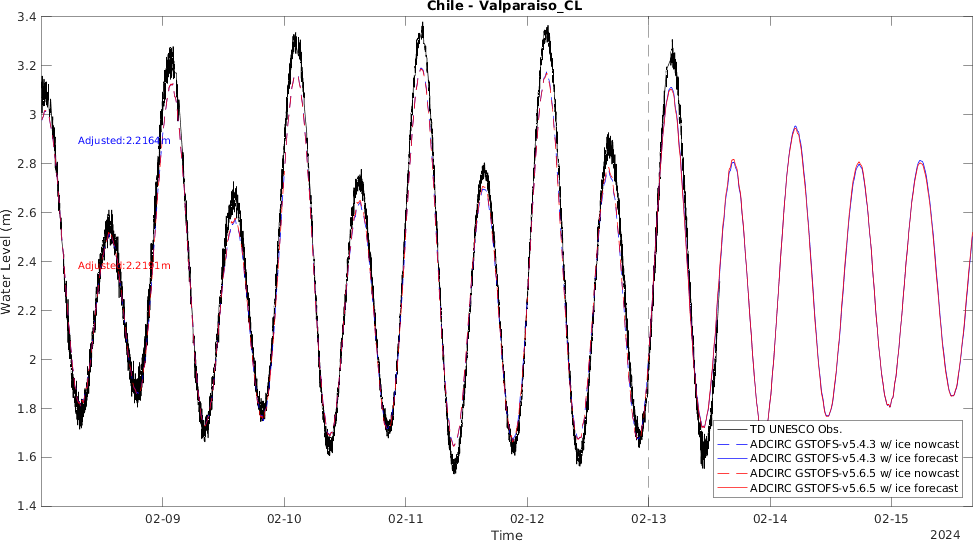 Chile - Valparaiso_CL
3.4
3.2
3
2.8
2.6
2.4
2.2
2
1.8
1.6
1.4
Water Level (m)
Adjusted:2.2164m
Adjusted:2.2191m
TD UNESCO Obs.
ADCIRC GSTOFS-v5.4.3 w/ ice nowcast
ADCIRC GSTOFS-v5.4.3 w/ ice forecast
ADCIRC GSTOFS-v5.6.5 w/ ice nowcast
ADCIRC GSTOFS-v5.6.5 w/ ice forecast
02-09
02-10
02-11
02-12
02-13
02-14
02-15
Time
2024